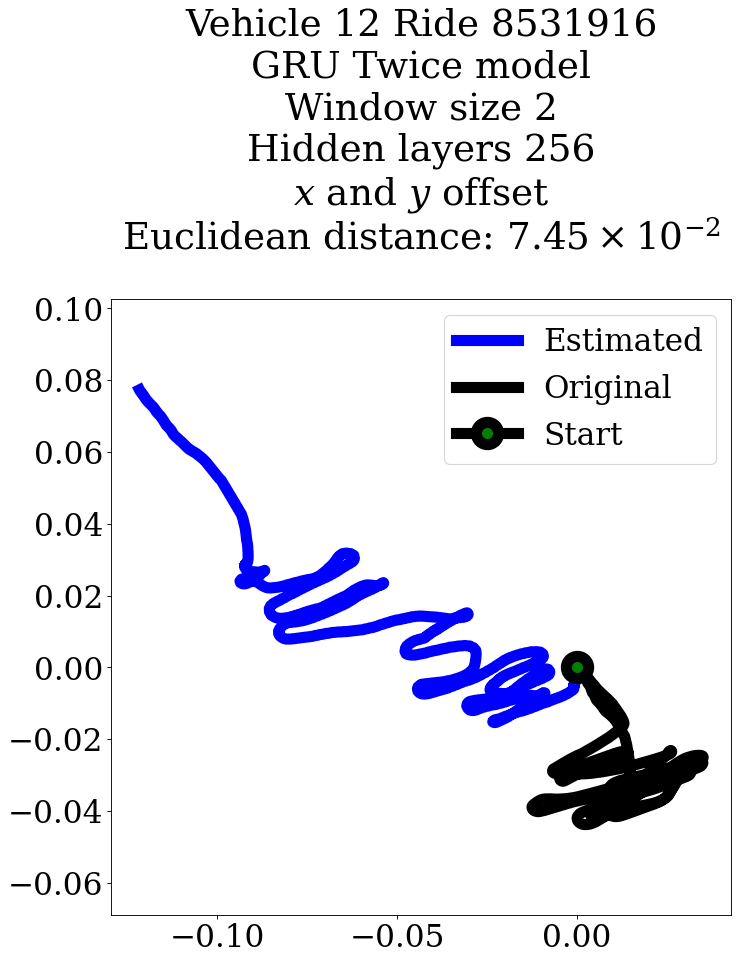 Vehicle 12 Ride 8531916
GRU Twice model
Window size 2
Hidden layers 256
x and y offset
Euclidean distance: 7.45 × 10⁻²
Estimated
Original
Start
0.10
0.08
0.06
0.04
0.02
0.00
−0.02
−0.04
−0.06
−0.10
−0.05
0.00